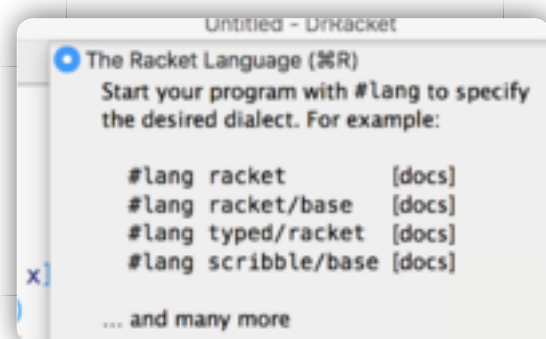 Untitled - DrRacket
The Racket Language (⌘R)
Start your program with #lang to specify
the desired dialect. For example:
#lang racket [docs]
#lang racket/base [docs]
#lang typed/racket [docs]
#lang scribble/base [docs]
x]
... and many more